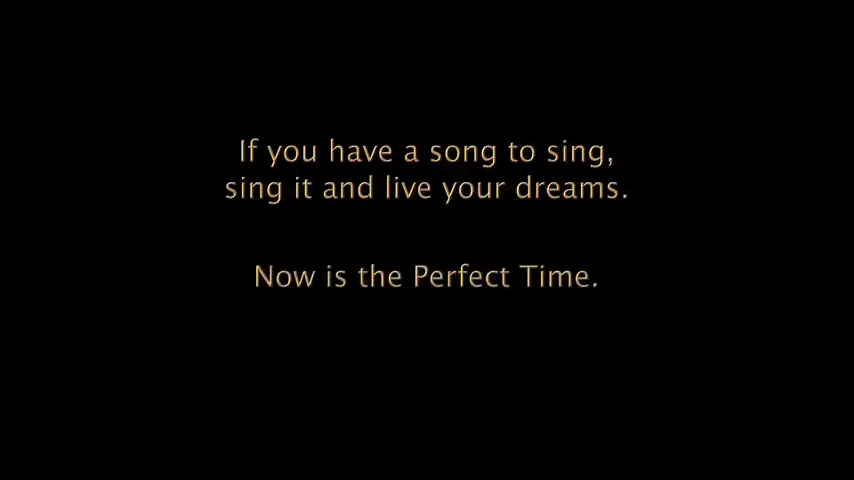 If you have a song to sing,
sing it and live your dreams.
Now is the Perfect Time.